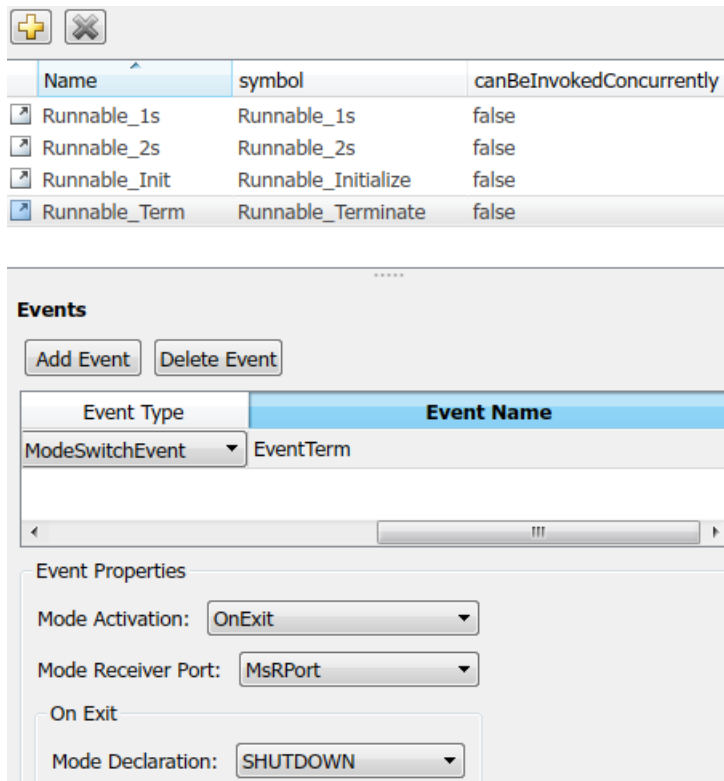 Name symbol canBeInvokedConcurrently
Runnable_1s Runnable_1s false
Runnable_2s Runnable_2s false
Runnable_Init Runnable_Initialize false
Runnable_Term Runnable_Terminate false
Events
Add Event Delete Event
Event Type Event Name
ModeSwitchEvent EventTerm
Event Properties
Mode Activation: OnExit
Mode Receiver Port: MsRPort
On Exit
Mode Declaration: SHUTDOWN